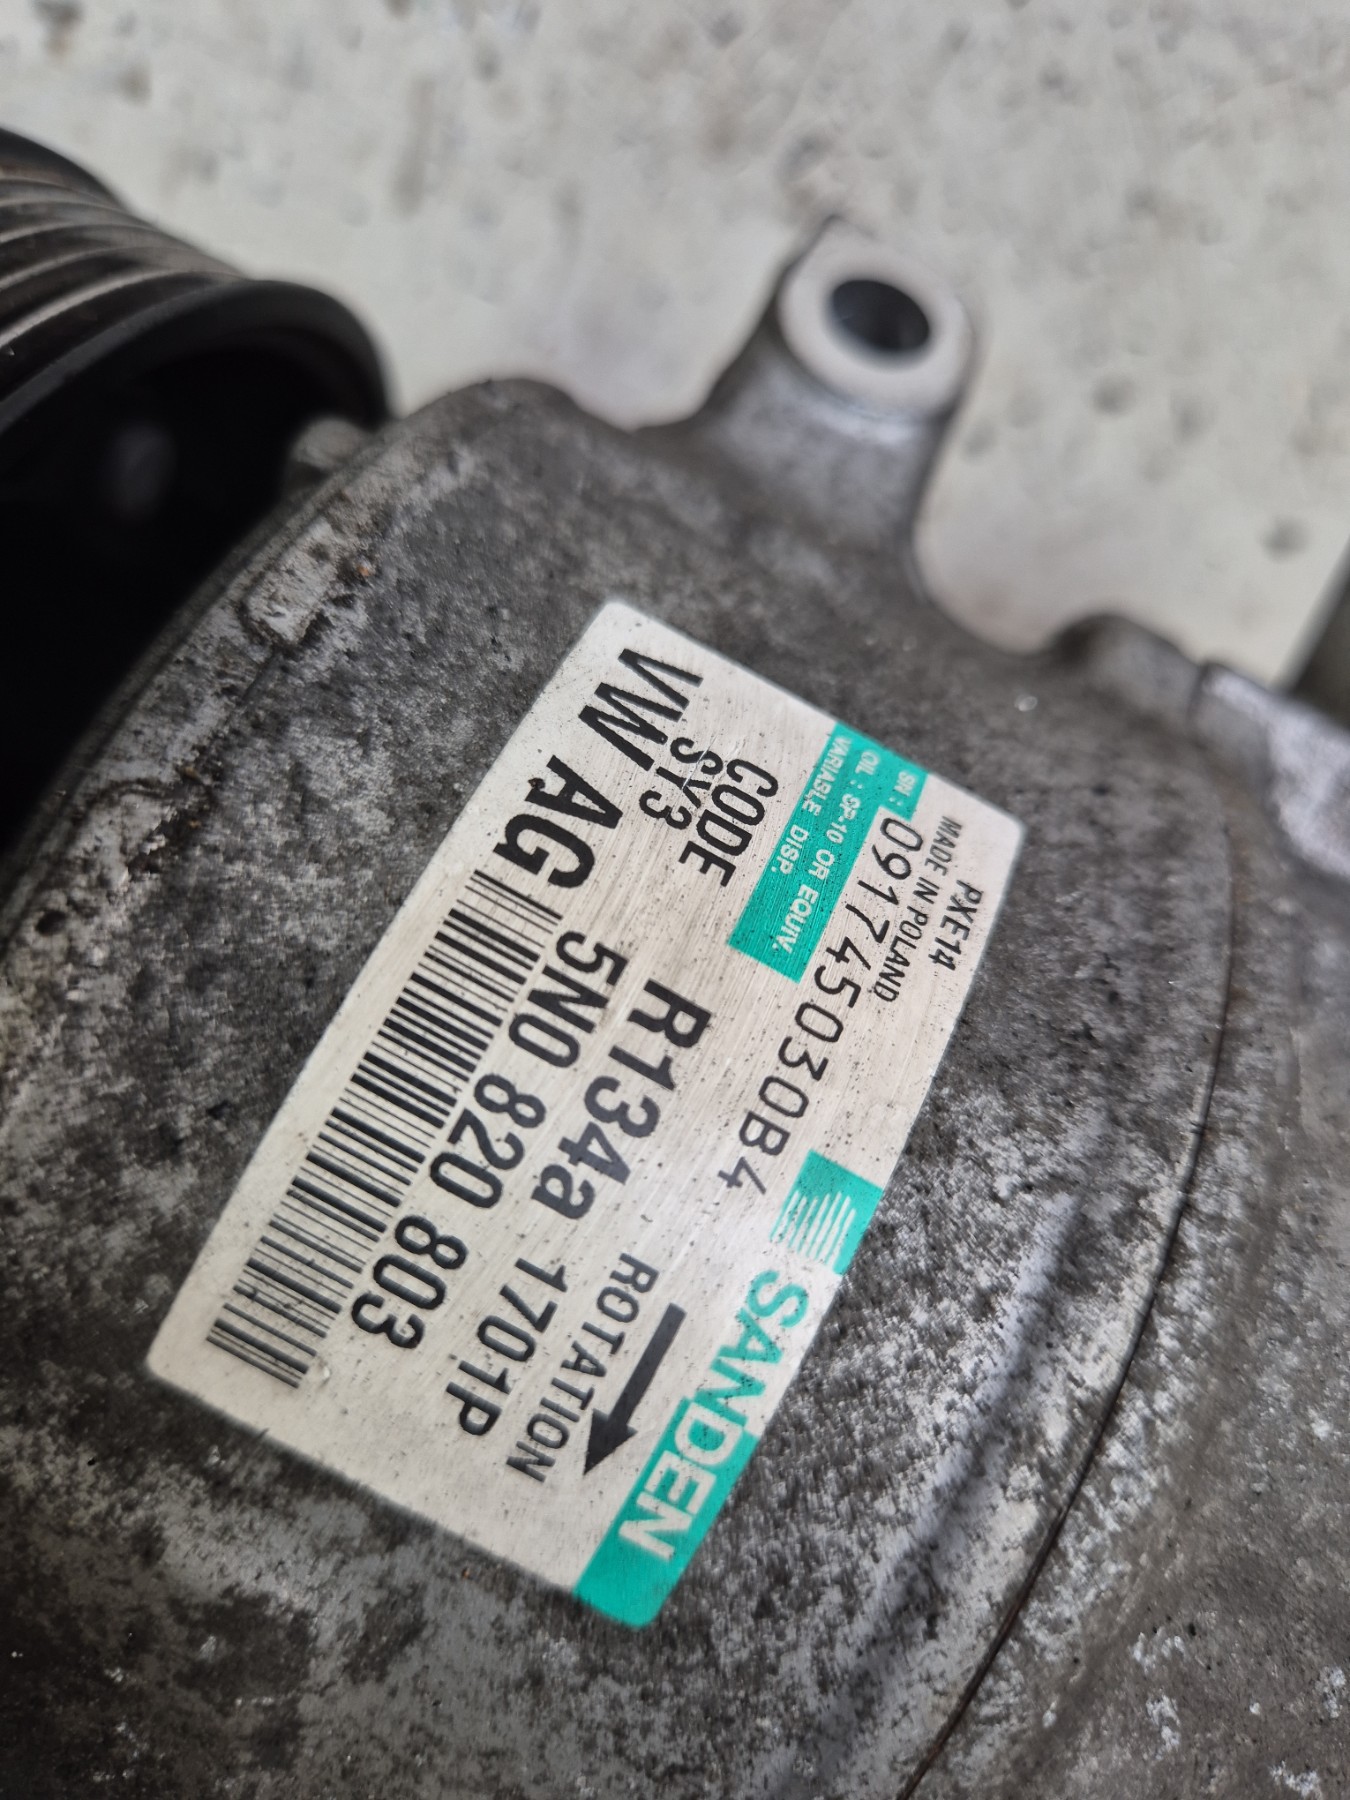 SANDEN
PXE14
MADE IN POLAND
SN :
091745030B4
OIL : SP-10 OR EQUIV.
VARIABLE DISP.
ROTATION
CODE
SY3
R134a 1701P
VW AG
5N0 820 803